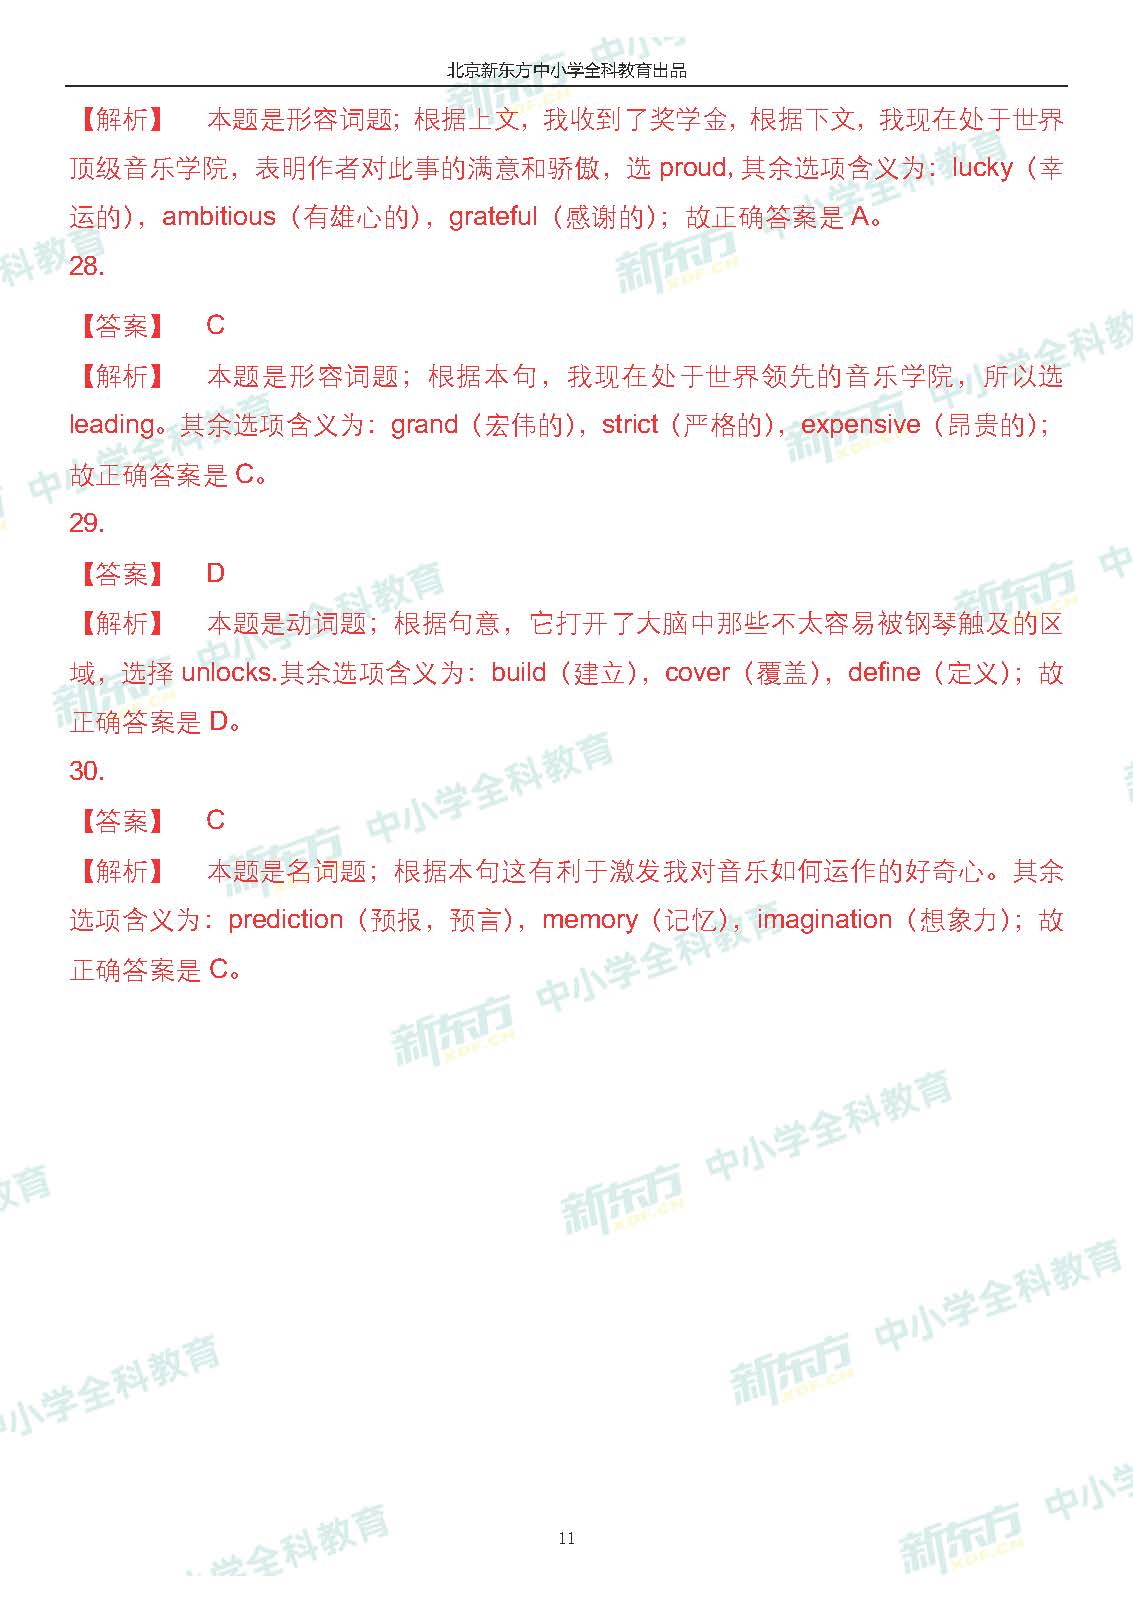 北京新东方中小学全科教育出品
【解析】 本题是形容词题；根据上文，我收到了奖学金，根据下文，我现在处于世界
顶级音乐学院，表明作者对此事的满意和骄傲，选 proud, 其余选项含义为：lucky（幸
运的），ambitious（有雄心的），grateful（感谢的）；故正确答案是 A。
28.
【答案】 C
【解析】 本题是形容词题；根据本句，我现在处于世界领先的音乐学院，所以选
leading。其余选项含义为：grand（宏伟的），strict（严格的），expensive（昂贵的）；
故正确答案是 C。
29.
【答案】 D
【解析】 本题是动词题；根据句意，它打开了大脑中那些不太容易被钢琴触及的区
域，选择 unlocks.其余选项含义为：build（建立），cover（覆盖），define（定义）；故
正确答案是 D。
30.
【答案】 C
【解析】 本题是名词题；根据本句这有利于激发我对音乐如何运作的好奇心。其余
选项含义为：prediction（预报，预言），memory（记忆），imagination（想象力）；故
正确答案是 C。
新东方 XDF.CN 中小学全科教育
11